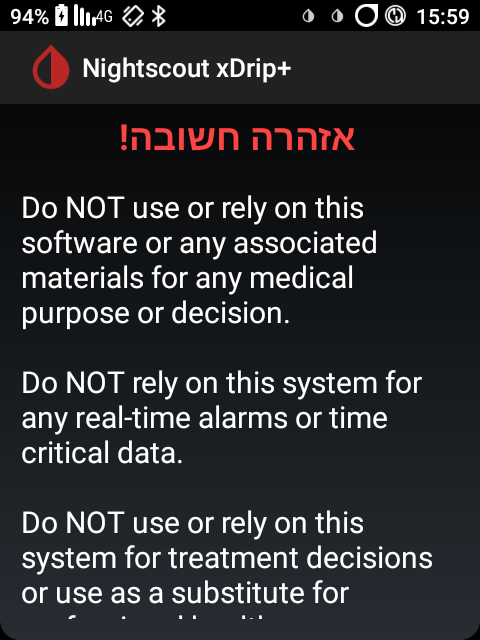 94% 4G 15:59
Nightscout xDrip+
אזהרה חשובה!
Do NOT use or rely on this
software or any associated
materials for any medical
purpose or decision.
Do NOT rely on this system for
any real-time alarms or time
critical data.
Do NOT use or rely on this
system for treatment decisions
or use as a substitute for